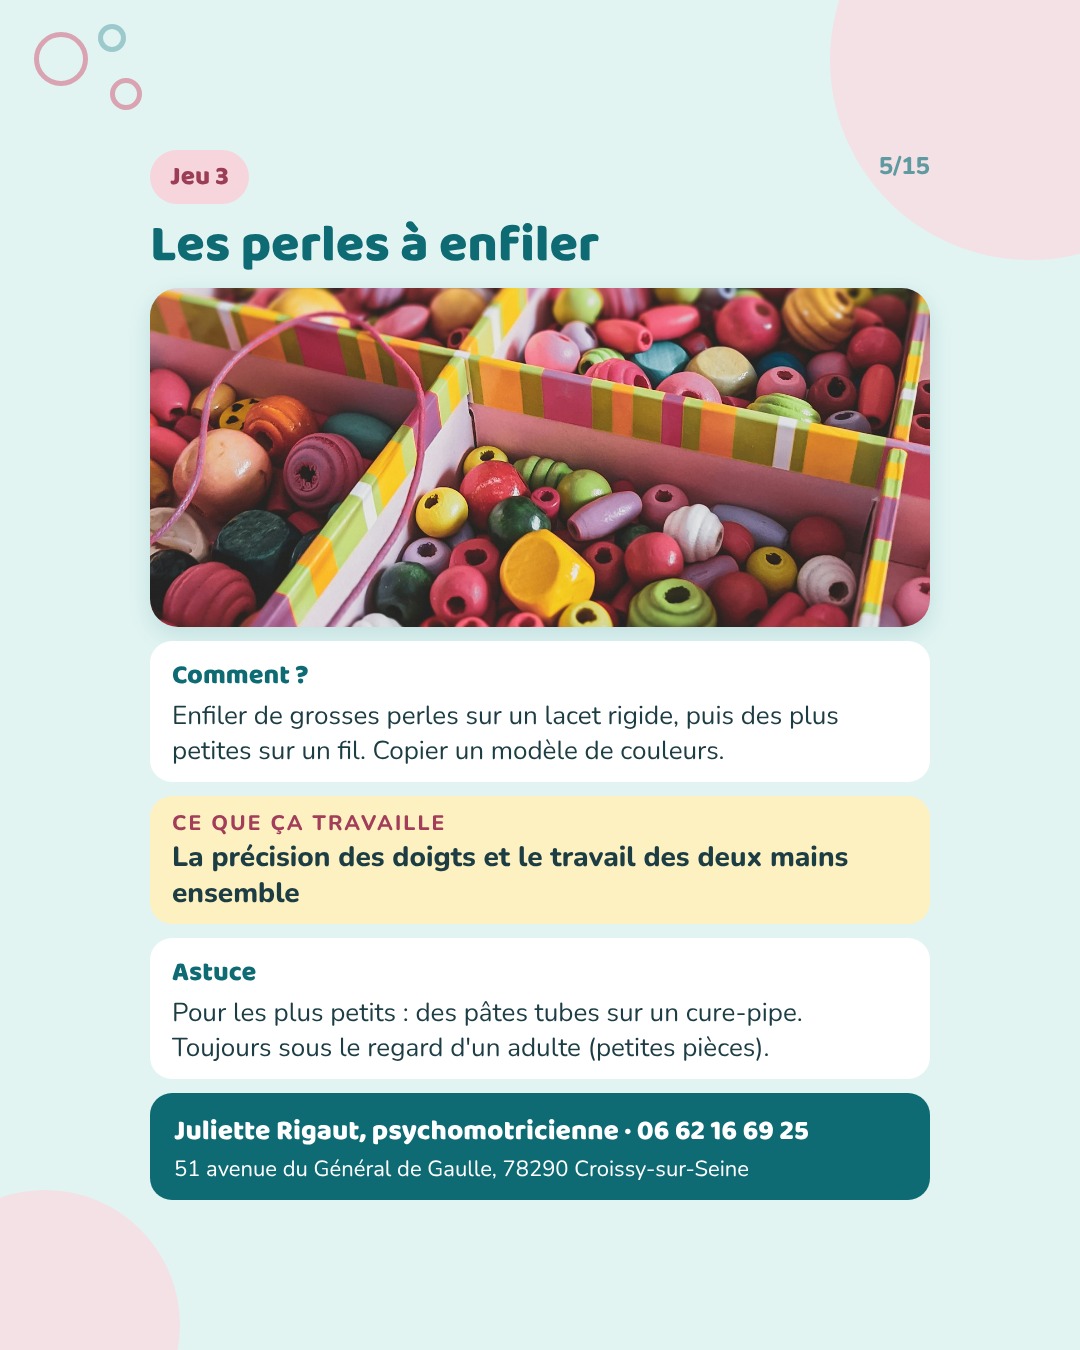 Jeu 3
5/15
Les perles à enfiler
Comment ?
Enfiler de grosses perles sur un lacet rigide, puis des plus
petites sur un fil. Copier un modèle de couleurs.
CE QUE ÇA TRAVAILLE
La précision des doigts et le travail des deux mains
ensemble
Astuce
Pour les plus petits : des pâtes tubes sur un cure-pipe.
Toujours sous le regard d'un adulte (petites pièces).
Juliette Rigaut, psychomotricienne · 06 62 16 69 25
51 avenue du Général de Gaulle, 78290 Croissy-sur-Seine